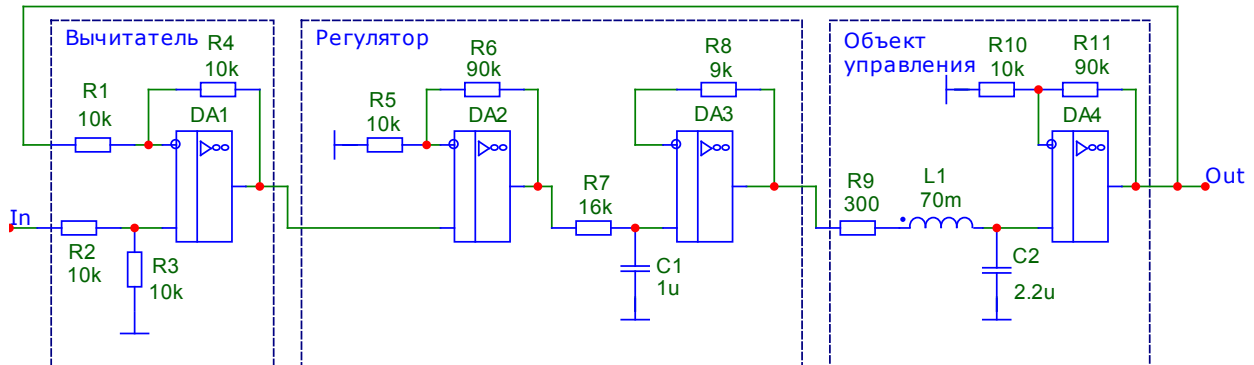 Вычитатель
R4
10k
R1
10k
DA1
▷∞
In
R2
10k
R3
10k
Регулятор
R6
90k
R5
10k
DA2
▷∞
R7
16k
C1
1u
R8
9k
DA3
▷∞
Объект
управления
R10
10k
R11
90k
DA4
▷∞
R9
300
L1
70m
C2
2.2u
Out